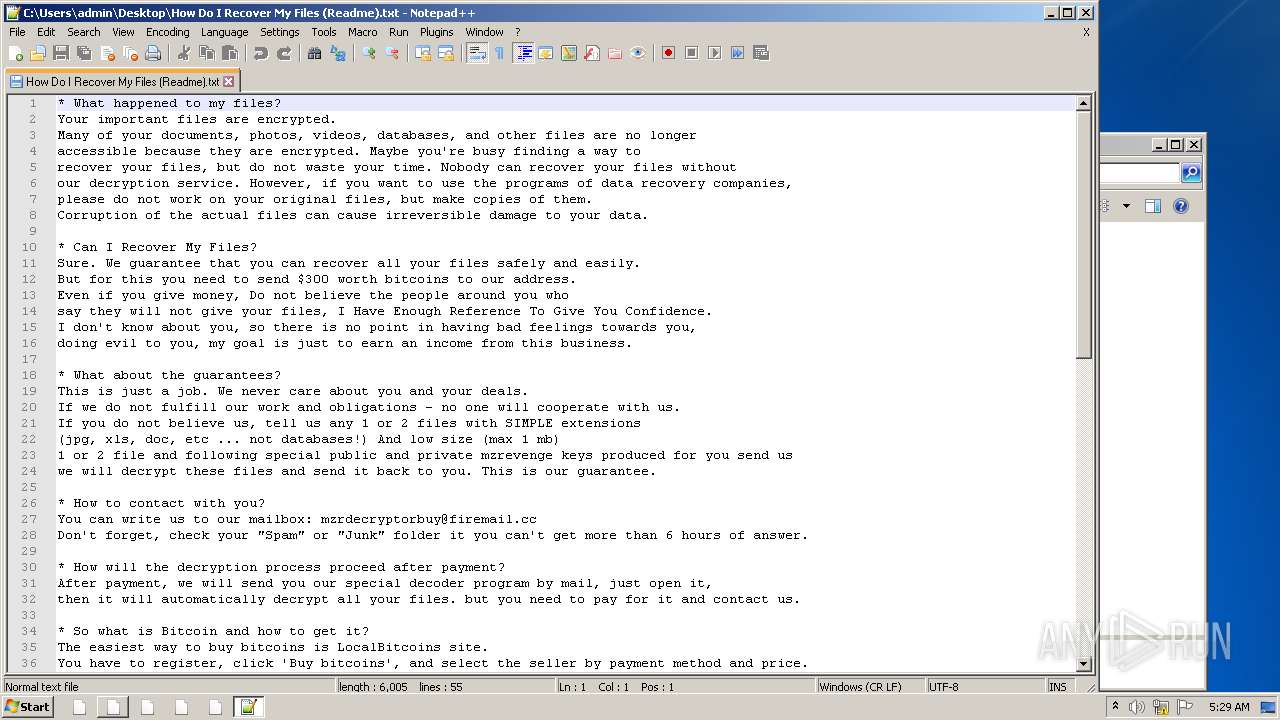 C:\Users\admin\Desktop\How Do I Recover My Files (Readme).txt - Notepad++
File Edit Search View Encoding Language Settings Tools Macro Run Plugins Window ? X
How Do I Recover My Files (Readme).txt
1 * What happened to my files?
2 Your important files are encrypted.
3 Many of your documents, photos, videos, databases, and other files are no longer
4 accessible because they are encrypted. Maybe you're busy finding a way to
5 recover your files, but do not waste your time. Nobody can recover your files without
6 our decryption service. However, if you want to use the programs of data recovery companies,
7 please do not work on your original files, but make copies of them.
8 Corruption of the actual files can cause irreversible damage to your data.
9
10 * Can I Recover My Files?
11 Sure. We guarantee that you can recover all your files safely and easily.
12 But for this you need to send $300 worth bitcoins to our address.
13 Even if you give money, Do not believe the people around you who
14 say they will not give your files, I Have Enough Reference To Give You Confidence.
15 I don't know about you, so there is no point in having bad feelings towards you,
16 doing evil to you, my goal is just to earn an income from this business.
17
18 * What about the guarantees?
19 This is just a job. We never care about you and your deals.
20 If we do not fulfill our work and obligations - no one will cooperate with us.
21 If you do not believe us, tell us any 1 or 2 files with SIMPLE extensions
22 (jpg, xls, doc, etc ... not databases!) And low size (max 1 mb)
23 1 or 2 file and following special public and private mzrevenge keys produced for you send us
24 we will decrypt these files and send it back to you. This is our guarantee.
25
26 * How to contact with you?
27 You can write us to our mailbox: mzrdecryptorbuy@firemail.cc
28 Don't forget, check your "Spam" or "Junk" folder it you can't get more than 6 hours of answer.
29
30 * How will the decryption process proceed after payment?
31 After payment, we will send you our special decoder program by mail, just open it,
32 then it will automatically decrypt all your files. but you need to pay for it and contact us.
33
34 * So what is Bitcoin and how to get it?
35 The easiest way to buy bitcoins is LocalBitcoins site.
36 You have to register, click 'Buy bitcoins', and select the seller by payment method and price.
ANY RUN
Normal text file length : 6,005 lines : 55 Ln : 1 Col : 1 Pos : 1 Windows (CR LF) UTF-8 INS
Start 5:29 AM